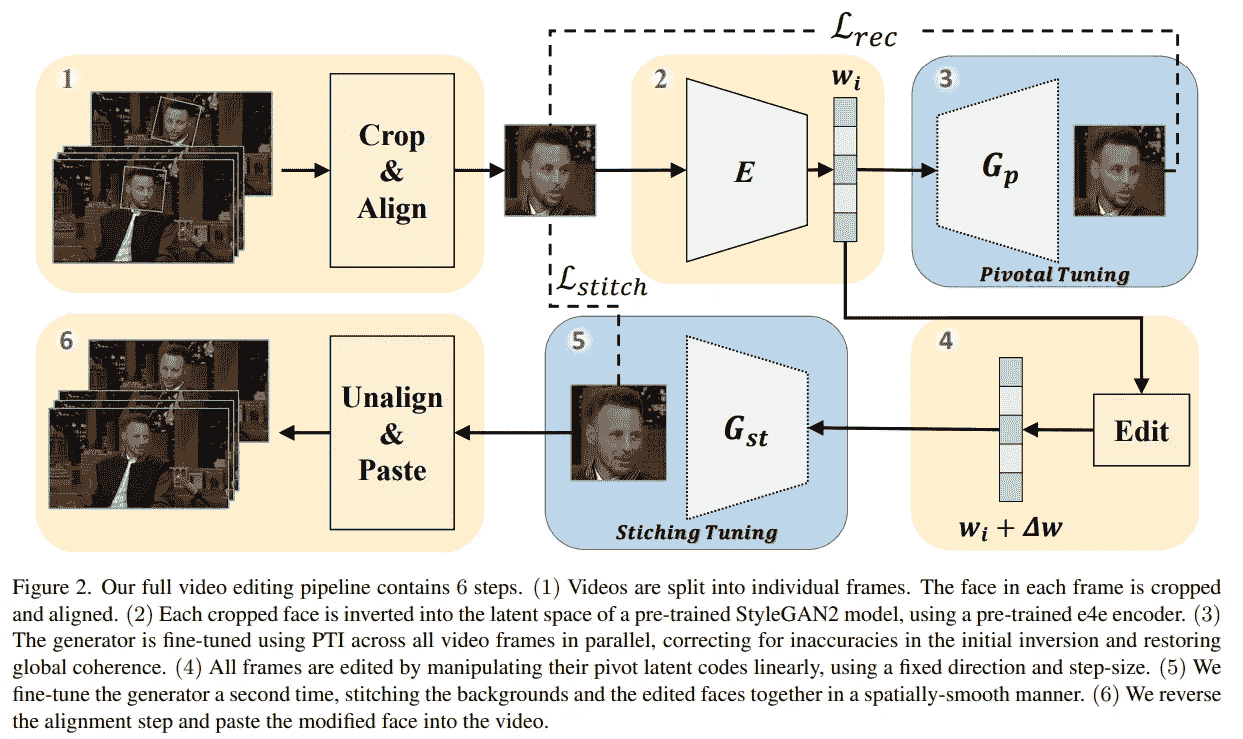 ℒ_rec
1
Crop
&
Align
2
E
w_i
3
G_p
Pivotal Tuning
ℒ_stitch
6
Unalign
&
Paste
5
G_st
Stiching Tuning
4
Edit
w_i + Δw
Figure 2. Our full video editing pipeline contains 6 steps. (1) Videos are split into individual frames. The face in each frame is cropped
and aligned. (2) Each cropped face is inverted into the latent space of a pre-trained StyleGAN2 model, using a pre-trained e4e encoder. (3)
The generator is fine-tuned using PTI across all video frames in parallel, correcting for inaccuracies in the initial inversion and restoring
global coherence. (4) All frames are edited by manipulating their pivot latent codes linearly, using a fixed direction and step-size. (5) We
fine-tune the generator a second time, stitching the backgrounds and the edited faces together in a spatially-smooth manner. (6) We reverse
the alignment step and paste the modified face into the video.